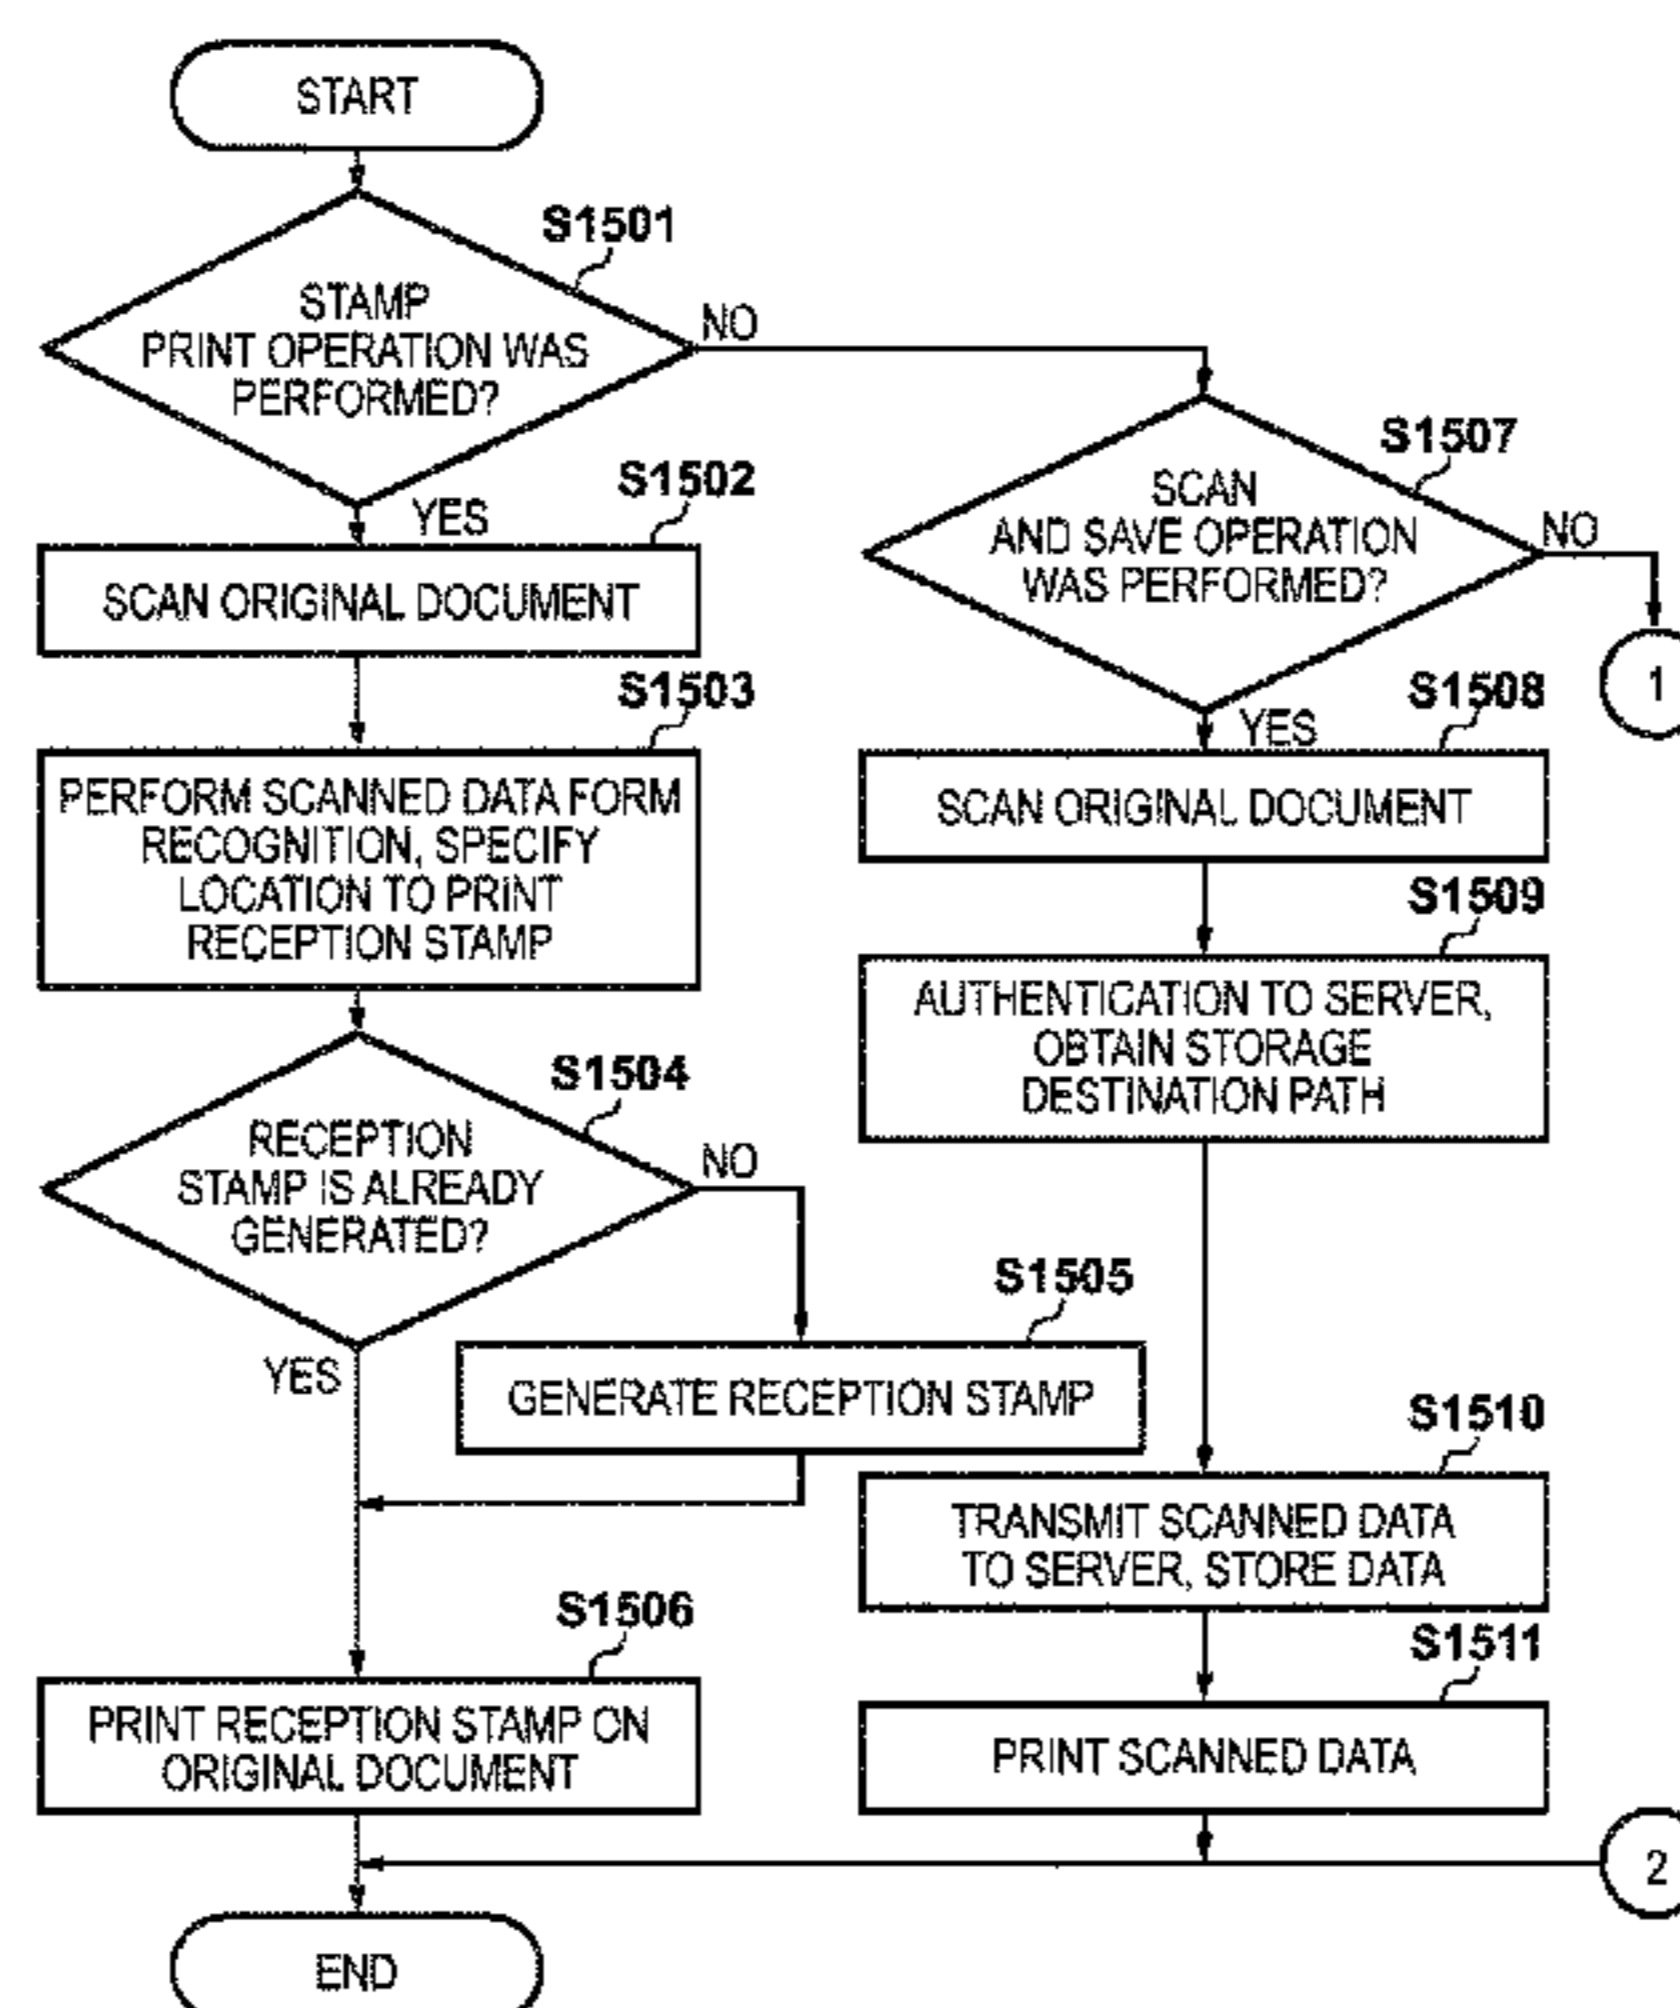 START
S1501
STAMP
PRINT OPERATION WAS
PERFORMED?
NO
YES
S1502
SCAN ORIGINAL DOCUMENT
S1503
PERFORM SCANNED DATA FORM
RECOGNITION, SPECIFY
LOCATION TO PRINT
RECEPTION STAMP
S1504
RECEPTION
STAMP IS ALREADY
GENERATED?
NO
YES
S1505
GENERATE RECEPTION STAMP
S1506
PRINT RECEPTION STAMP ON
ORIGINAL DOCUMENT
END
S1507
SCAN
AND SAVE OPERATION
WAS PERFORMED?
NO
1
YES
S1508
SCAN ORIGINAL DOCUMENT
S1509
AUTHENTICATION TO SERVER,
OBTAIN STORAGE
DESTINATION PATH
S1510
TRANSMIT SCANNED DATA
TO SERVER, STORE DATA
S1511
PRINT SCANNED DATA
2